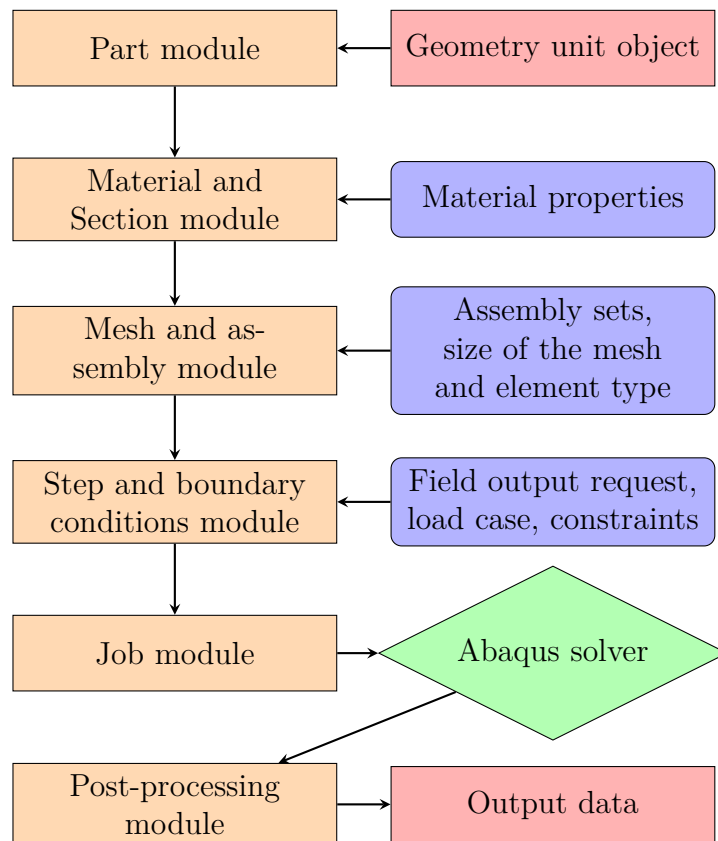 Part module
Geometry unit object
Material and
Section module
Material properties
Mesh and as-
sembly module
Assembly sets,
size of the mesh
and element type
Step and boundary
conditions module
Field output request,
load case, constraints
Job module
Abaqus solver
Post-processing
module
Output data